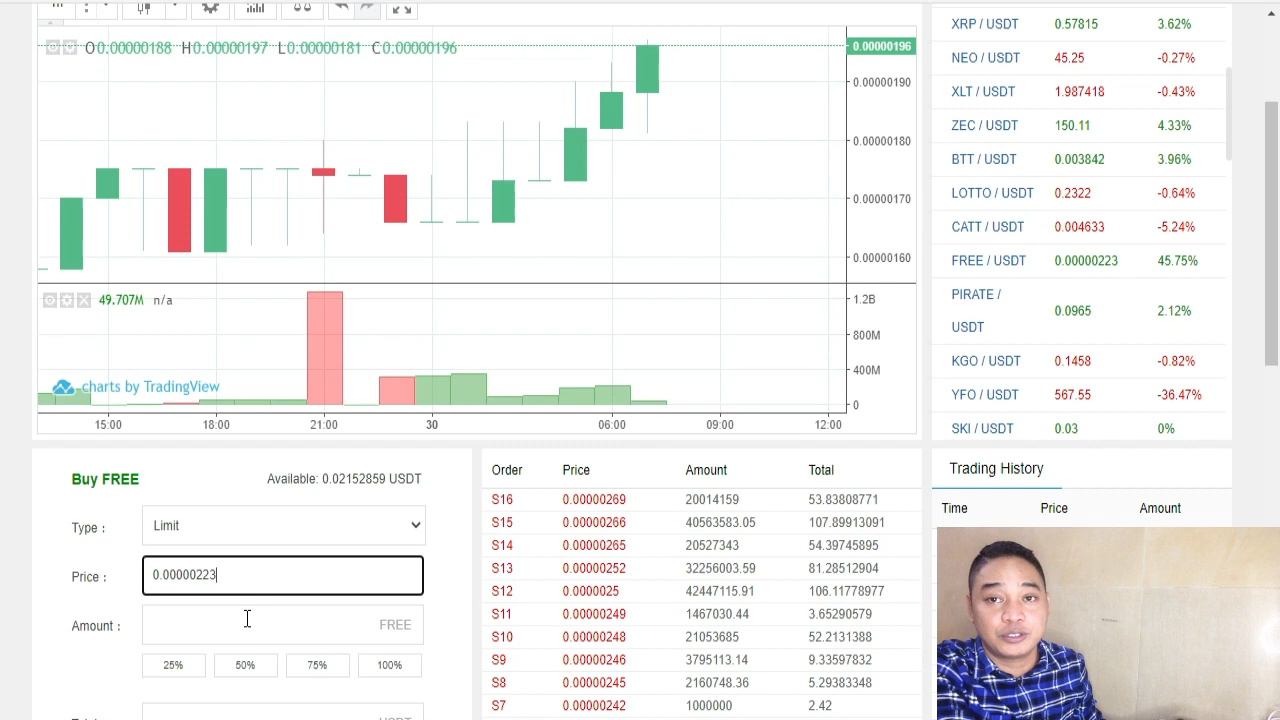 O0.00000188 H0.00000197 L0.00000181 C0.00000196
0.00000196
0.00000190
0.00000180
0.00000170
0.00000160
49.707M n/a
1.2B
800M
400M
0
charts by TradingView
15:00 18:00 21:00 30 06:00 09:00 12:00
XRP / USDT 0.57815 3.62%
NEO / USDT 45.25 -0.27%
XLT / USDT 1.987418 -0.43%
ZEC / USDT 150.11 4.33%
BTT / USDT 0.003842 3.96%
LOTTO / USDT 0.2322 -0.64%
CATT / USDT 0.004633 -5.24%
FREE / USDT 0.00000223 45.75%
PIRATE /
USDT 0.0965 2.12%
KGO / USDT 0.1458 -0.82%
YFO / USDT 567.55 -36.47%
SKI / USDT 0.03 0%
Buy FREE Available: 0.02152859 USDT
Type : Limit
Price : 0.00000223
Amount : FREE
25% 50% 75% 100%
Order Price Amount Total
S16 0.00000269 20014159 53.83808771
S15 0.00000266 40563583.05 107.89913091
S14 0.00000265 20527343 54.39745895
S13 0.00000252 32256003.59 81.28512904
S12 0.0000025 42447115.91 106.11778977
S11 0.00000249 1467030.44 3.65290579
S10 0.00000248 21053685 52.2131388
S9 0.00000246 3795113.14 9.33597832
S8 0.00000245 2160748.36 5.29383348
S7 0.00000242 1000000 2.42
Trading History
Time Price Amount